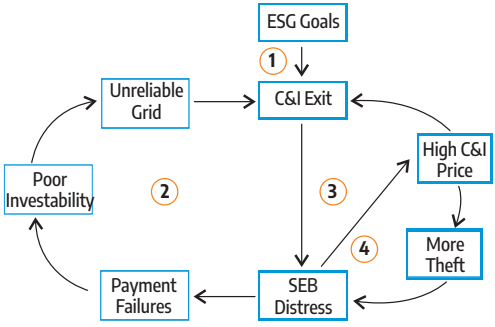 ESG Goals
1
Unreliable
Grid
C&I Exit
High C&I
Price
Poor
Investability
2
3
4
More
Theft
Payment
Failures
SEB
Distress